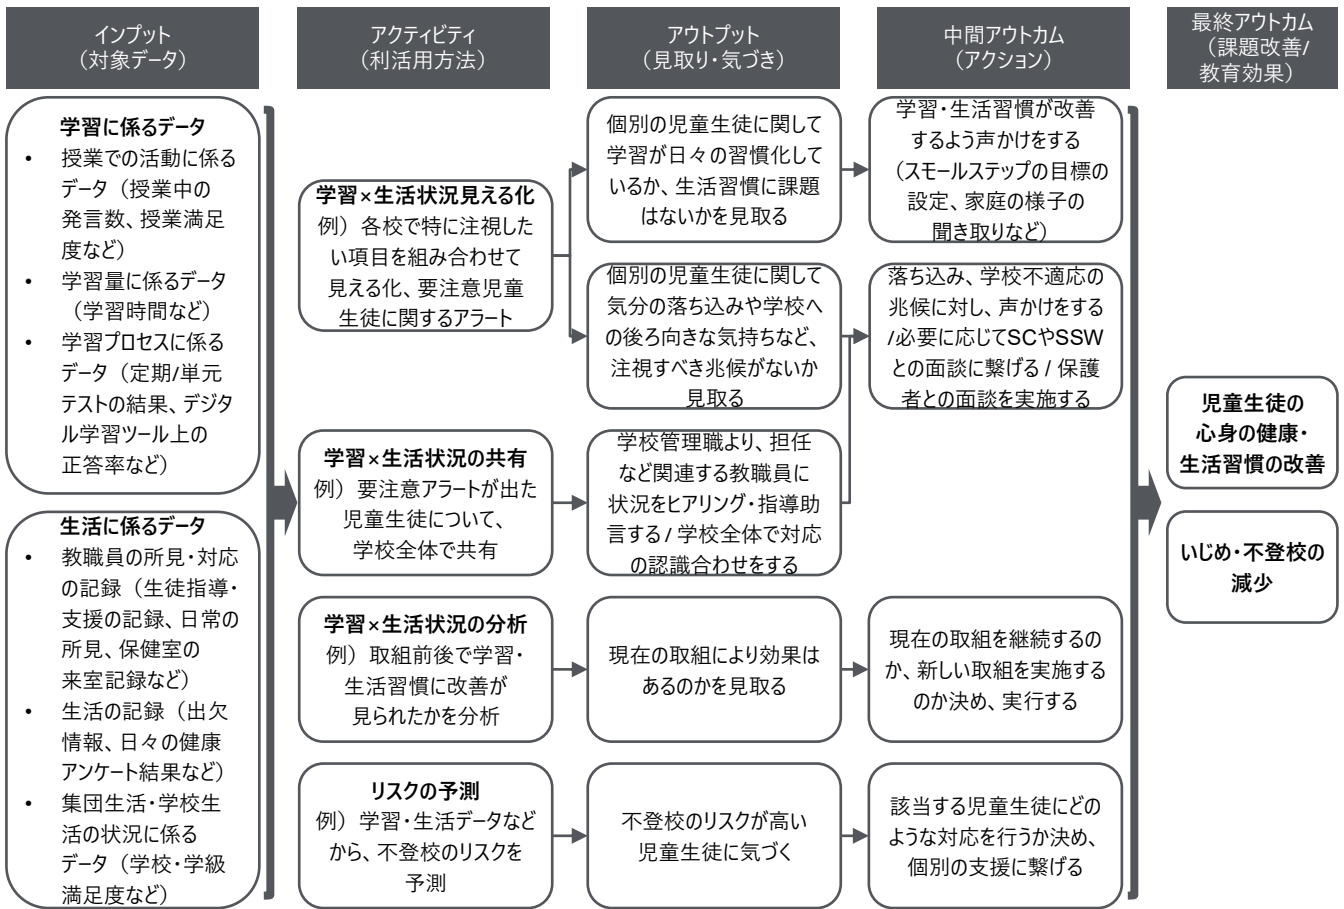 インプット
（対象データ）
アクティビティ
（利活用方法）
アウトプット
（見取り・気づき）
中間アウトカム
（アクション）
最終アウトカム
（課題改善/
教育効果）
学習に係るデータ
• 授業での活動に係る
データ（授業中の
発言数、授業満足
度など）
• 学習量に係るデータ
（学習時間など）
• 学習プロセスに係る
データ（定期/単元
テストの結果、デジタ
ル学習ツール上の
正答率など）
生活に係るデータ
• 教職員の所見・対応
の記録（生徒指導・
支援の記録、日常の
所見、保健室の
来室記録など）
• 生活の記録（出欠
情報、日々の健康
アンケート結果など）
• 集団生活・学校生
活の状況に係る
データ（学校・学級
満足度など）
学習×生活状況見える化
例）各校で特に注視した
い項目を組み合わせて
見える化、要注意児童
生徒に関するアラート
学習×生活状況の共有
例）要注意アラートが出た
児童生徒について、
学校全体で共有
学習×生活状況の分析
例）取組前後で学習・
生活習慣に改善が
見られたかを分析
リスクの予測
例）学習・生活データなど
から、不登校のリスクを
予測
個別の児童生徒に関して
学習が日々の習慣化して
いるか、生活習慣に課題
はないかを見取る
個別の児童生徒に関して
気分の落ち込みや学校へ
の後ろ向きな気持ちなど、
注視すべき兆候がないか
見取る
学校管理職より、担任
など関連する教職員に
状況をヒアリング・指導助
言する / 学校全体で対応
の認識合わせをする
現在の取組により効果は
あるのかを見取る
不登校のリスクが高い
児童生徒に気づく
学習・生活習慣が改善
するよう声かけをする
（スモールステップの目標の
設定、家庭の様子の
聞き取りなど）
落ち込み、学校不適応の
兆候に対し、声かけをする
/必要に応じてSCやSSW
との面談に繋げる / 保護
者との面談を実施する
現在の取組を継続するの
か、新しい取組を実施する
のか決め、実行する
該当する児童生徒にどの
ような対応を行うか決め、
個別の支援に繋げる
児童生徒の
心身の健康・
生活習慣の改善
いじめ・不登校の
減少